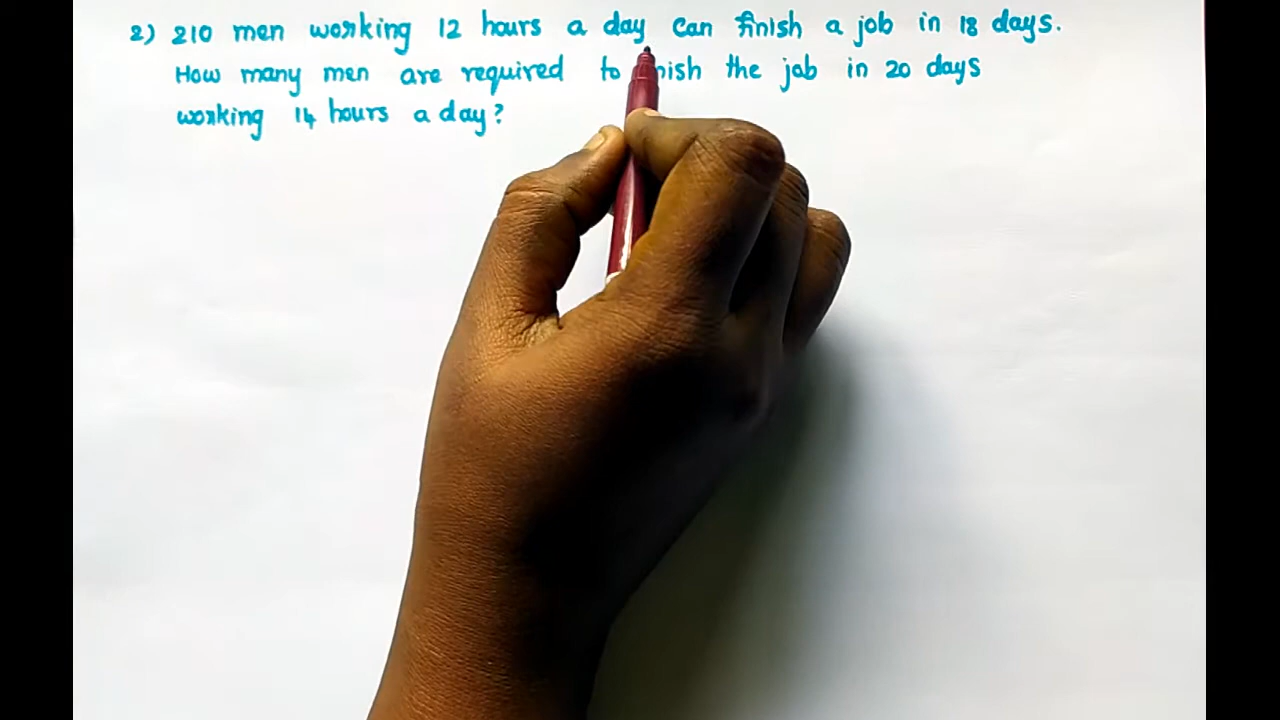 2) 210 men working 12 hours a day can finish a job in 18 days.
How many men are required to the job in 20 days
working 14 hours a day?